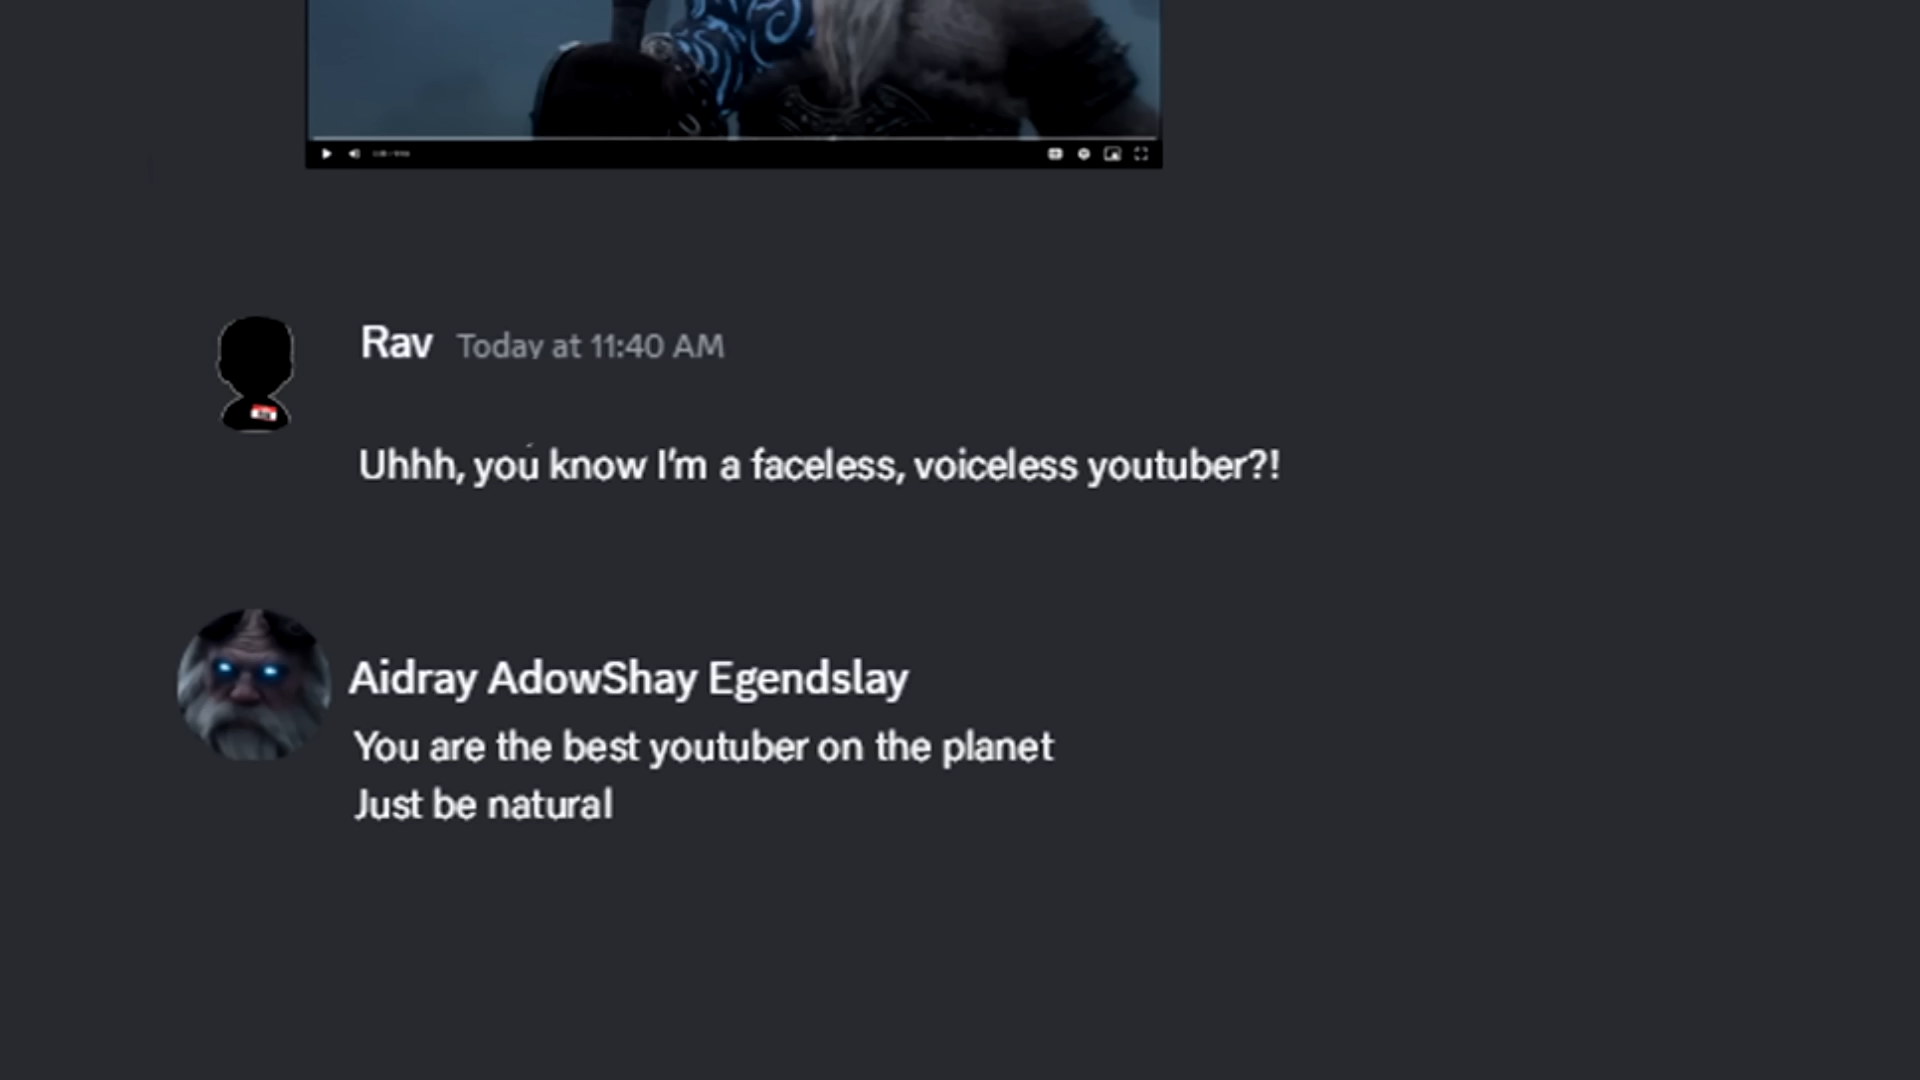 Rav Today at 11:40 AM
Uhhh, you know I'm a faceless, voiceless youtuber?!
Aidray AdowShay Egendslay
You are the best youtuber on the planet
Just be natural